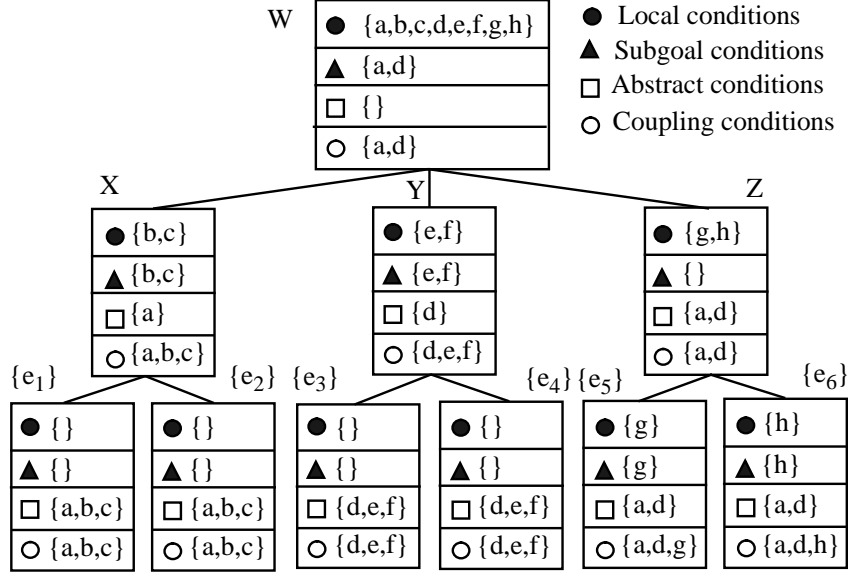 W
{a,b,c,d,e,f,g,h}
{a,d}
{}
{a,d}
Local conditions
Subgoal conditions
Abstract conditions
Coupling conditions
X
{b,c}
{b,c}
{a}
{a,b,c}
Y
{e,f}
{e,f}
{d}
{d,e,f}
Z
{g,h}
{}
{a,d}
{a,d}
{e1}
{}
{}
{a,b,c}
{a,b,c}
{e2}
{}
{}
{a,b,c}
{a,b,c}
{e3}
{}
{}
{d,e,f}
{d,e,f}
{e4}
{}
{}
{d,e,f}
{d,e,f}
{e5}
{g}
{g}
{a,d}
{a,d,g}
{e6}
{h}
{h}
{a,d}
{a,d,h}